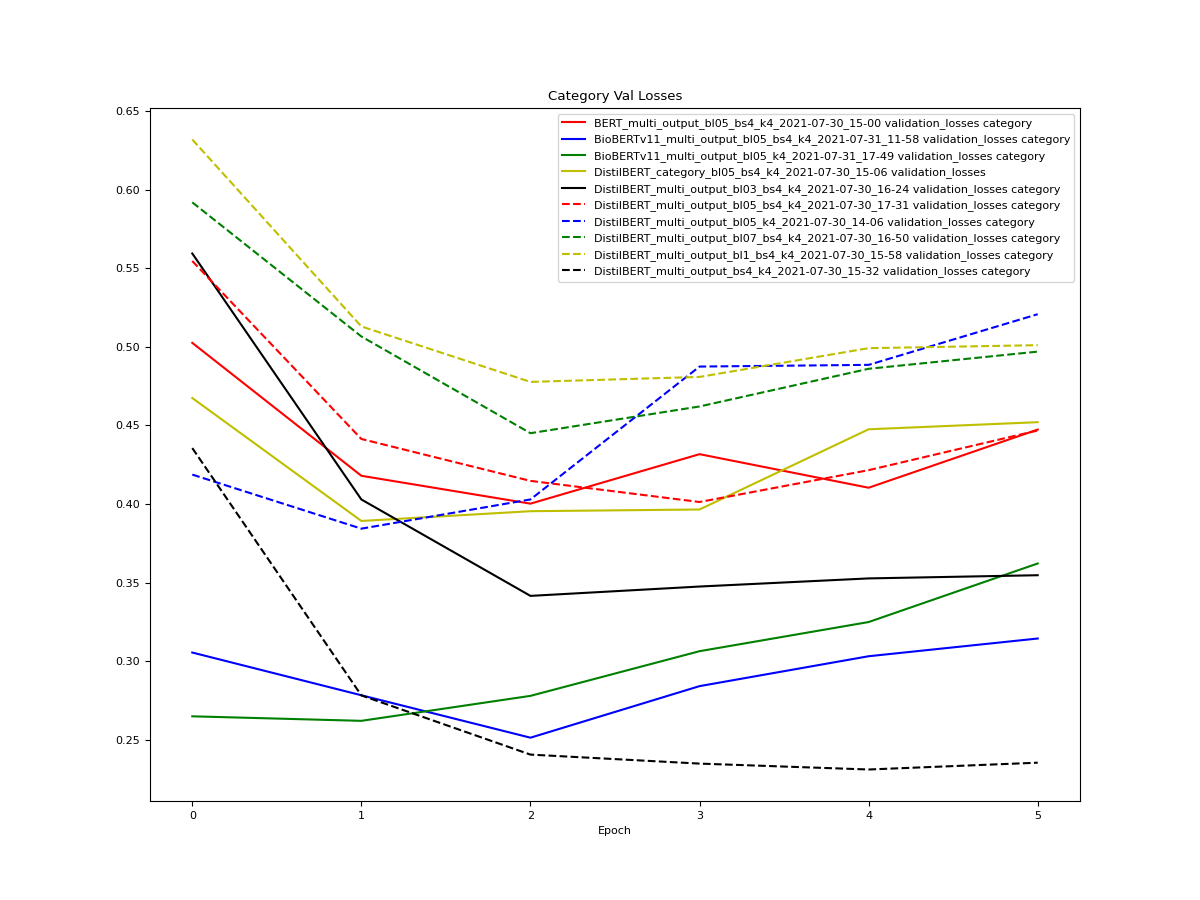 Category Val Losses
0.65
0.60
0.55
0.50
0.45
0.40
0.35
0.30
0.25
BERT_multi_output_bl05_bs4_k4_2021-07-30_15-00 validation_losses category
BioBERTv11_multi_output_bl05_bs4_k4_2021-07-31_11-58 validation_losses category
BioBERTv11_multi_output_bl05_k4_2021-07-31_17-49 validation_losses category
DistilBERT_category_bl05_bs4_k4_2021-07-30_15-06 validation_losses
DistilBERT_multi_output_bl03_bs4_k4_2021-07-30_16-24 validation_losses category
DistilBERT_multi_output_bl05_bs4_k4_2021-07-30_17-31 validation_losses category
DistilBERT_multi_output_bl05_k4_2021-07-30_14-06 validation_losses category
DistilBERT_multi_output_bl07_bs4_k4_2021-07-30_16-50 validation_losses category
DistilBERT_multi_output_bl1_bs4_k4_2021-07-30_15-58 validation_losses category
DistilBERT_multi_output_bs4_k4_2021-07-30_15-32 validation_losses category
0 1 2 3 4 5
Epoch